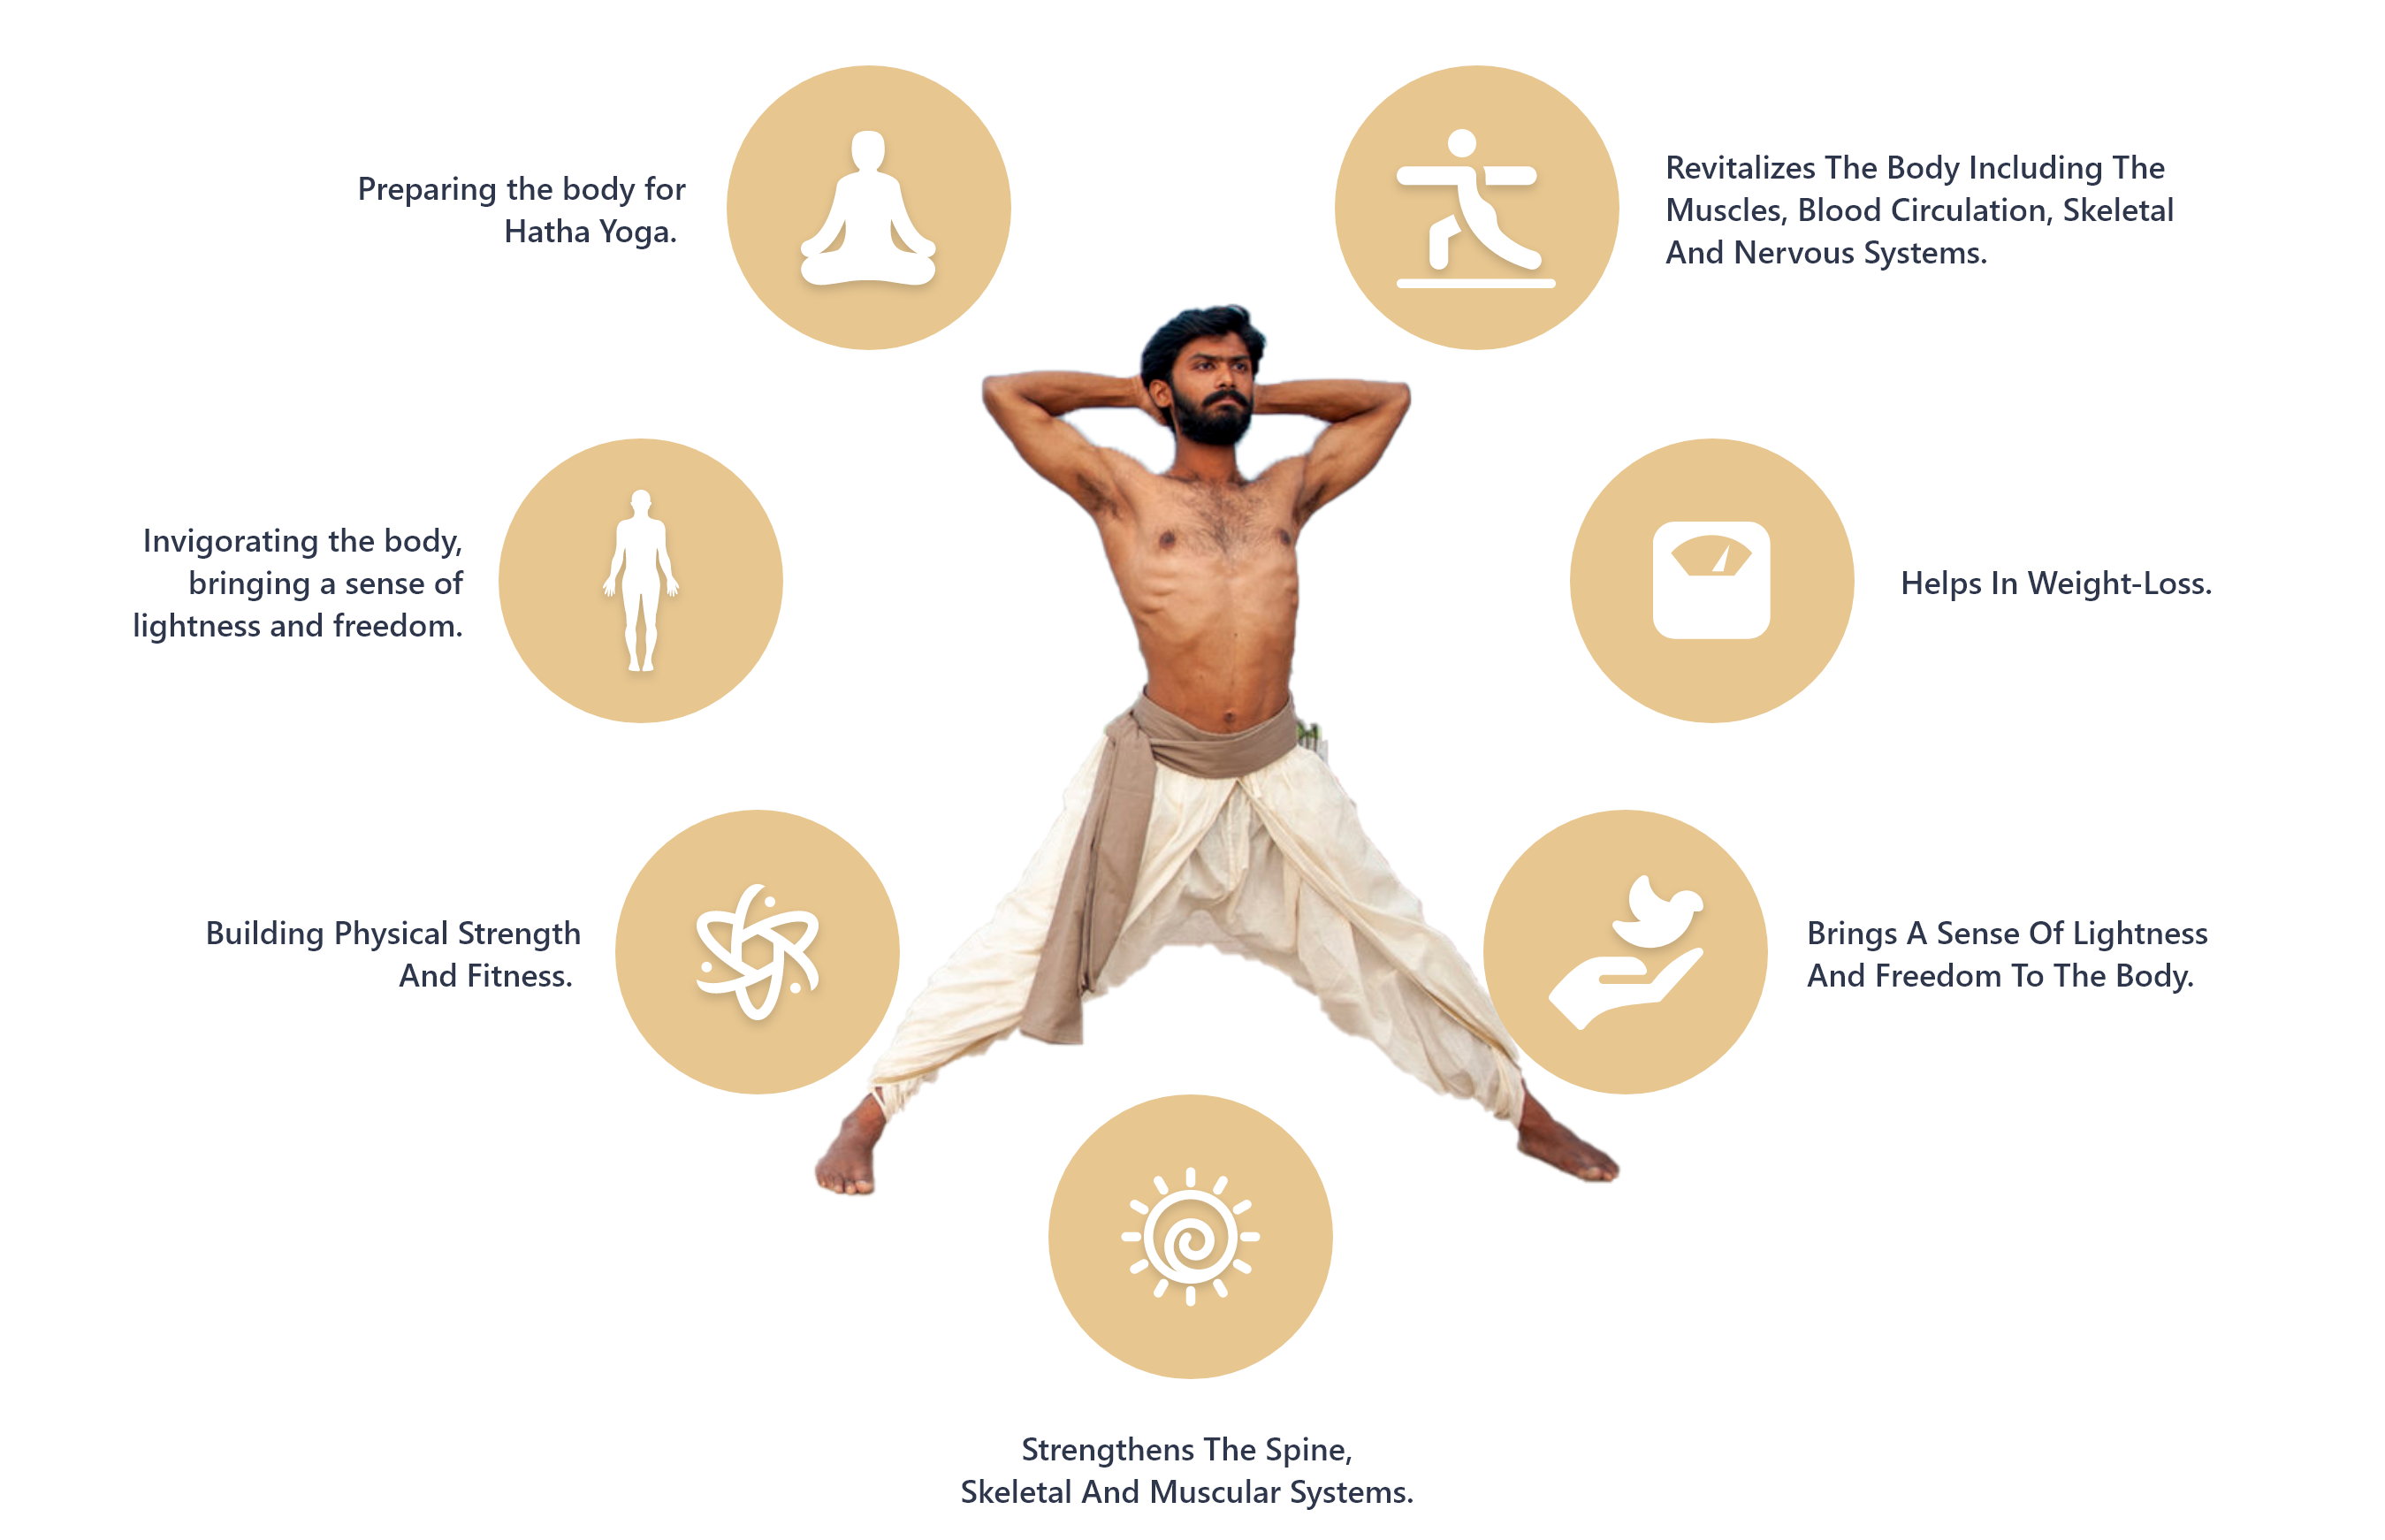 Preparing the body for
Hatha Yoga.
Revitalizes The Body Including The
Muscles, Blood Circulation, Skeletal
And Nervous Systems.
Invigorating the body,
bringing a sense of
lightness and freedom.
Helps In Weight-Loss.
Building Physical Strength
And Fitness.
Brings A Sense Of Lightness
And Freedom To The Body.
Strengthens The Spine,
Skeletal And Muscular Systems.